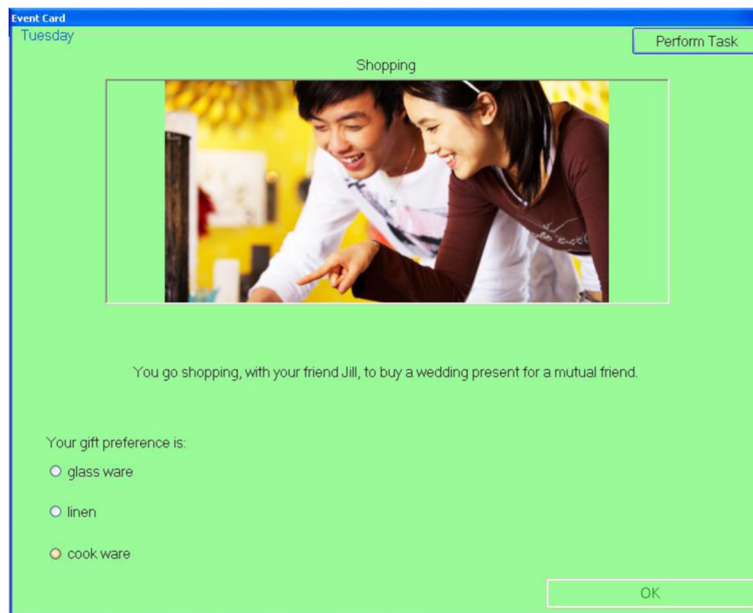 Event Card
Tuesday
Perform Task
Shopping
You go shopping, with your friend Jill, to buy a wedding present for a mutual friend.
Your gift preference is:
glass ware
linen
cook ware
OK